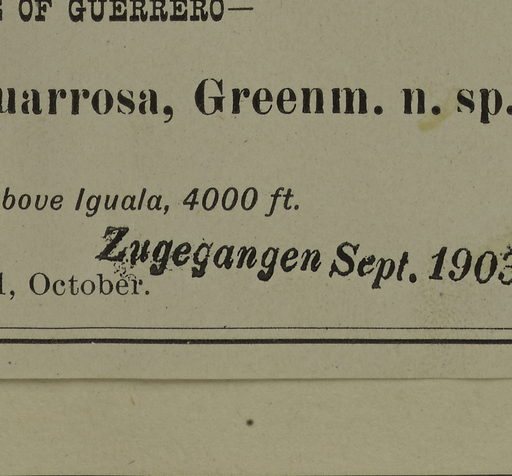 OF GUERRERO—
uarrosa, Greenm. n. sp.
bove Iguala, 4000 ft.
Zugegangen Sept. 1903
l, October.